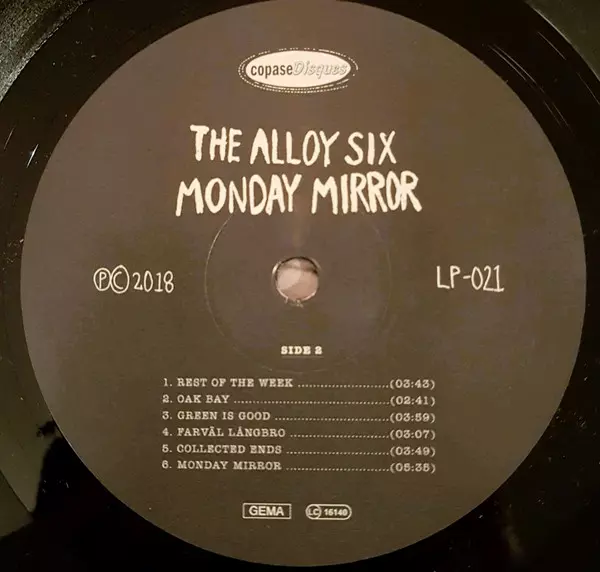 copaseDisques
THE ALLOY SIX
MONDAY MIRROR
ⓅⒸ2018
LP-021
SIDE 2
1. REST OF THE WEEK ........................(03:43)
2. OAK BAY .........................................(02:41)
3. GREEN IS GOOD ...............................(03:59)
4. FARVÄL LÅNGBRO ...........................(03:07)
5. COLLECTED ENDS ............................(03:49)
6. MONDAY MIRROR ............................(05:35)
GEMA
LC 16140